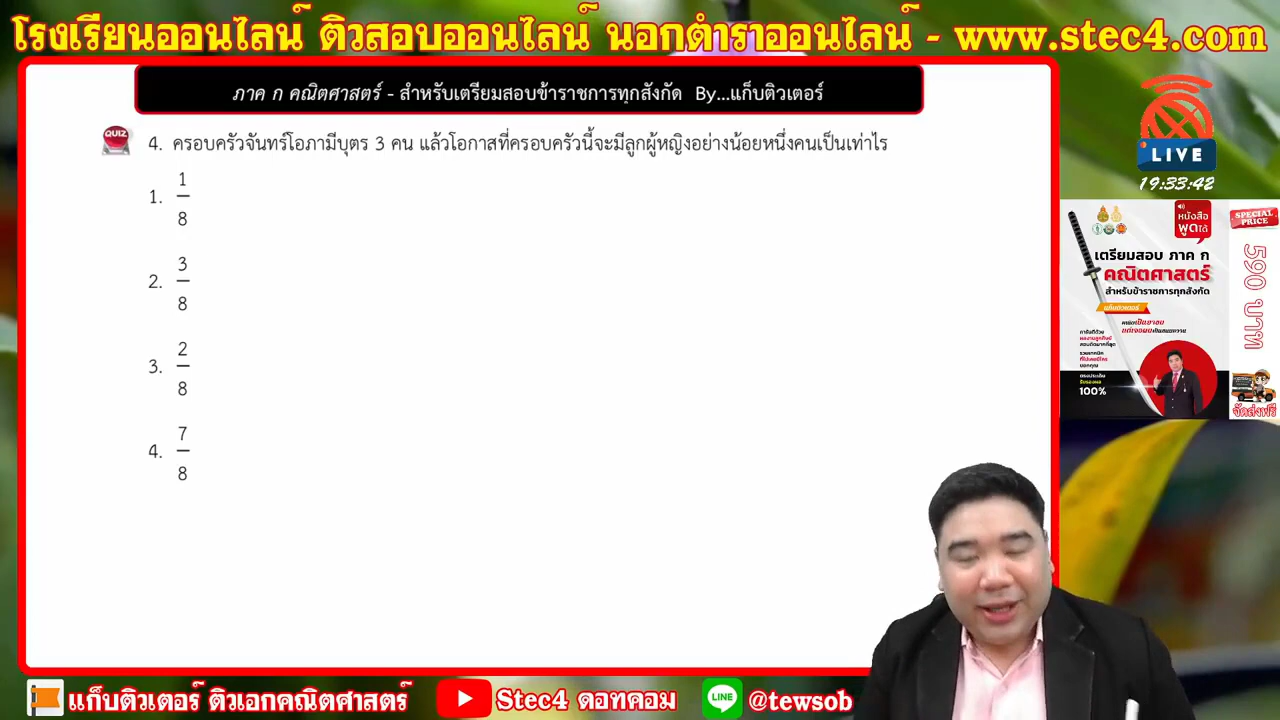 โรงเรียนออนไลน์ ติวสอบออนไลน์ นอกตำราออนไลน์ - www.stec4.com
ภาค ก คณิตศาสตร์ - สำหรับเตรียมสอบข้าราชการทุกสังกัด By...แก็บติวเตอร์
QUIZ
4. ครอบครัวจันทร์โอภามีบุตร 3 คน แล้วโอกาสที่ครอบครัวนี้จะมีลูกผู้หญิงอย่างน้อยหนึ่งคนเป็นเท่าไร
1. 1/8
2. 3/8
3. 2/8
4. 7/8
LIVE
19:33:42
หนังสือ
พูดได้
SPECIAL
PRICE
เตรียมสอบ ภาค ก
คณิตศาสตร์
สำหรับข้าราชการทุกสังกัด
แก็บติวเตอร์
100%
590 บาท
จัดส่งฟรี
แก็บติวเตอร์ ติวเอกคณิตศาสตร์
Stec4 ดอทคอม
LINE
@tewsob